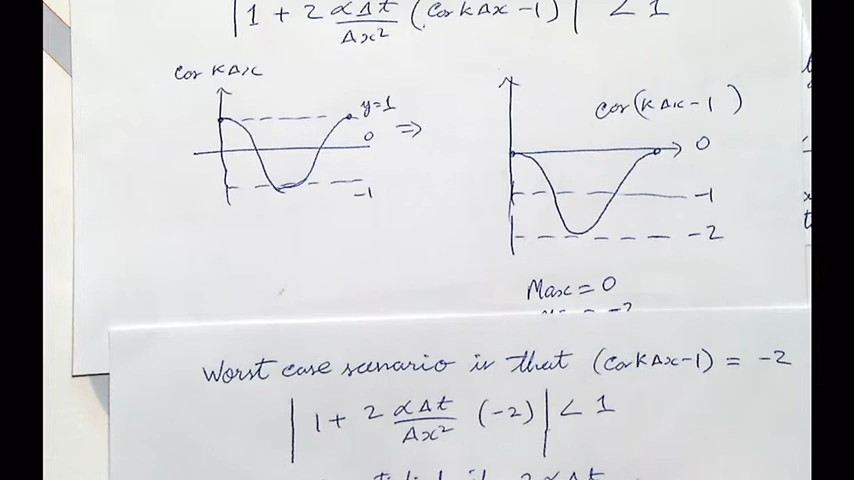 |1 + 2 αΔt/Δx² (Cos kΔx - 1)| < 1
Cos kΔx
y=1
0
-1
⇒
Cos(kΔx - 1)
0
-1
-2
Max = 0
Worst case scenario is that (Cos kΔx - 1) = -2
|1 + 2 αΔt/Δx² (-2)| < 1